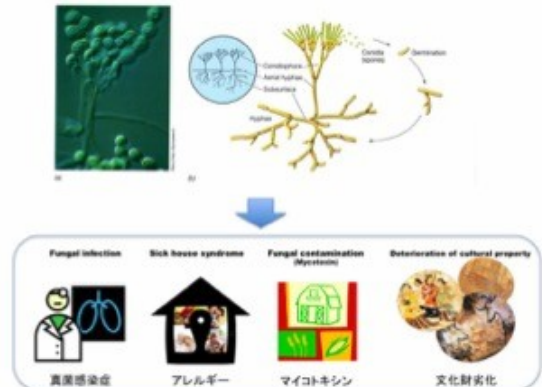 Conidiophore
Aerial hyphae
Subsurface
Hyphae
Conidia
(spores)
Germination
(a)
(b)
Fungal infection
Sick house syndrome
Fungal contamination
(Mycotoxin)
Deterioration of cultural property
真菌感染症
アレルギー
マイコトキシン
文化財劣化